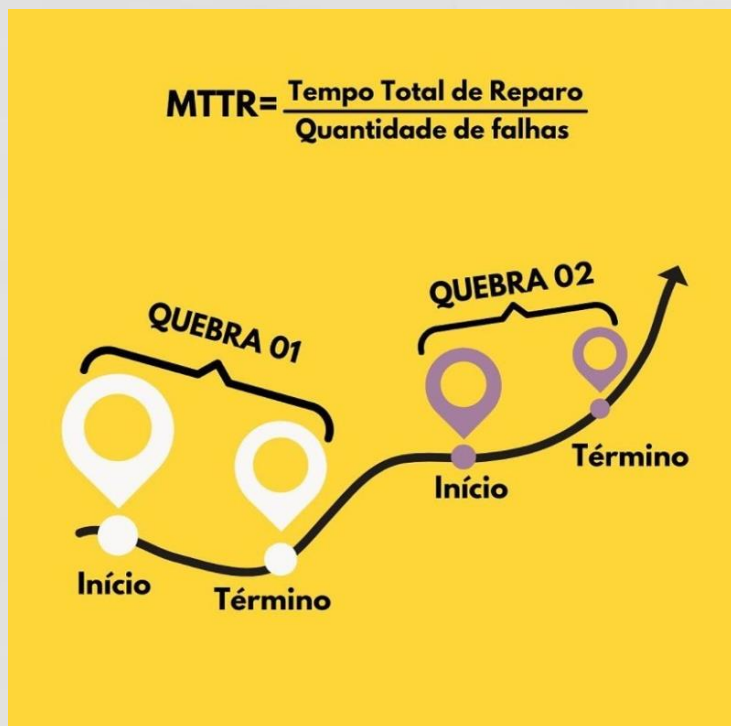 MTTR= Tempo Total de Reparo
Quantidade de falhas
QUEBRA 01
QUEBRA 02
Início
Término
Início
Término